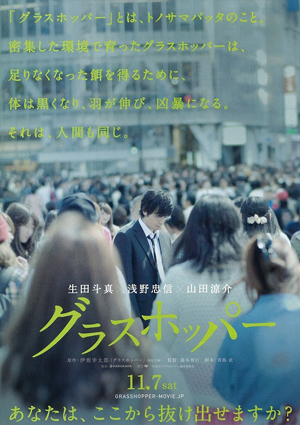 「グラスホッパー」とは、トノサマバッタのこと。
密集した環境で育ったグラスホッパーは、
足りなくなった餌を得るために、
体は黒くなり、羽が伸び、凶暴になる。
それは、人間も同じ。
生田斗真 × 浅野忠信 × 山田涼介
グラスホッパー
11.7 sat
GRASSHOPPER-MOVIE.JP
あなたは、ここから抜け出せますか?